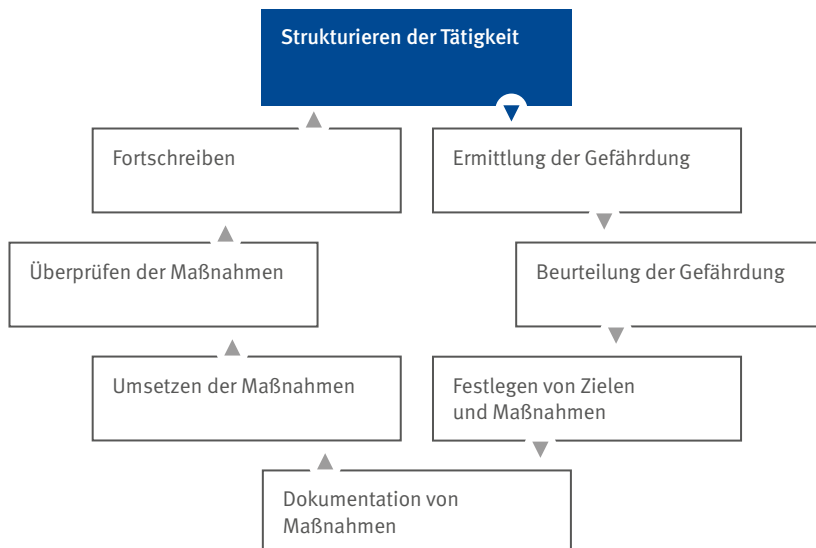 Strukturieren der Tätigkeit
Fortschreiben
Ermittlung der Gefährdung
Überprüfen der Maßnahmen
Beurteilung der Gefährdung
Umsetzen der Maßnahmen
Festlegen von Zielen
und Maßnahmen
Dokumentation von
Maßnahmen